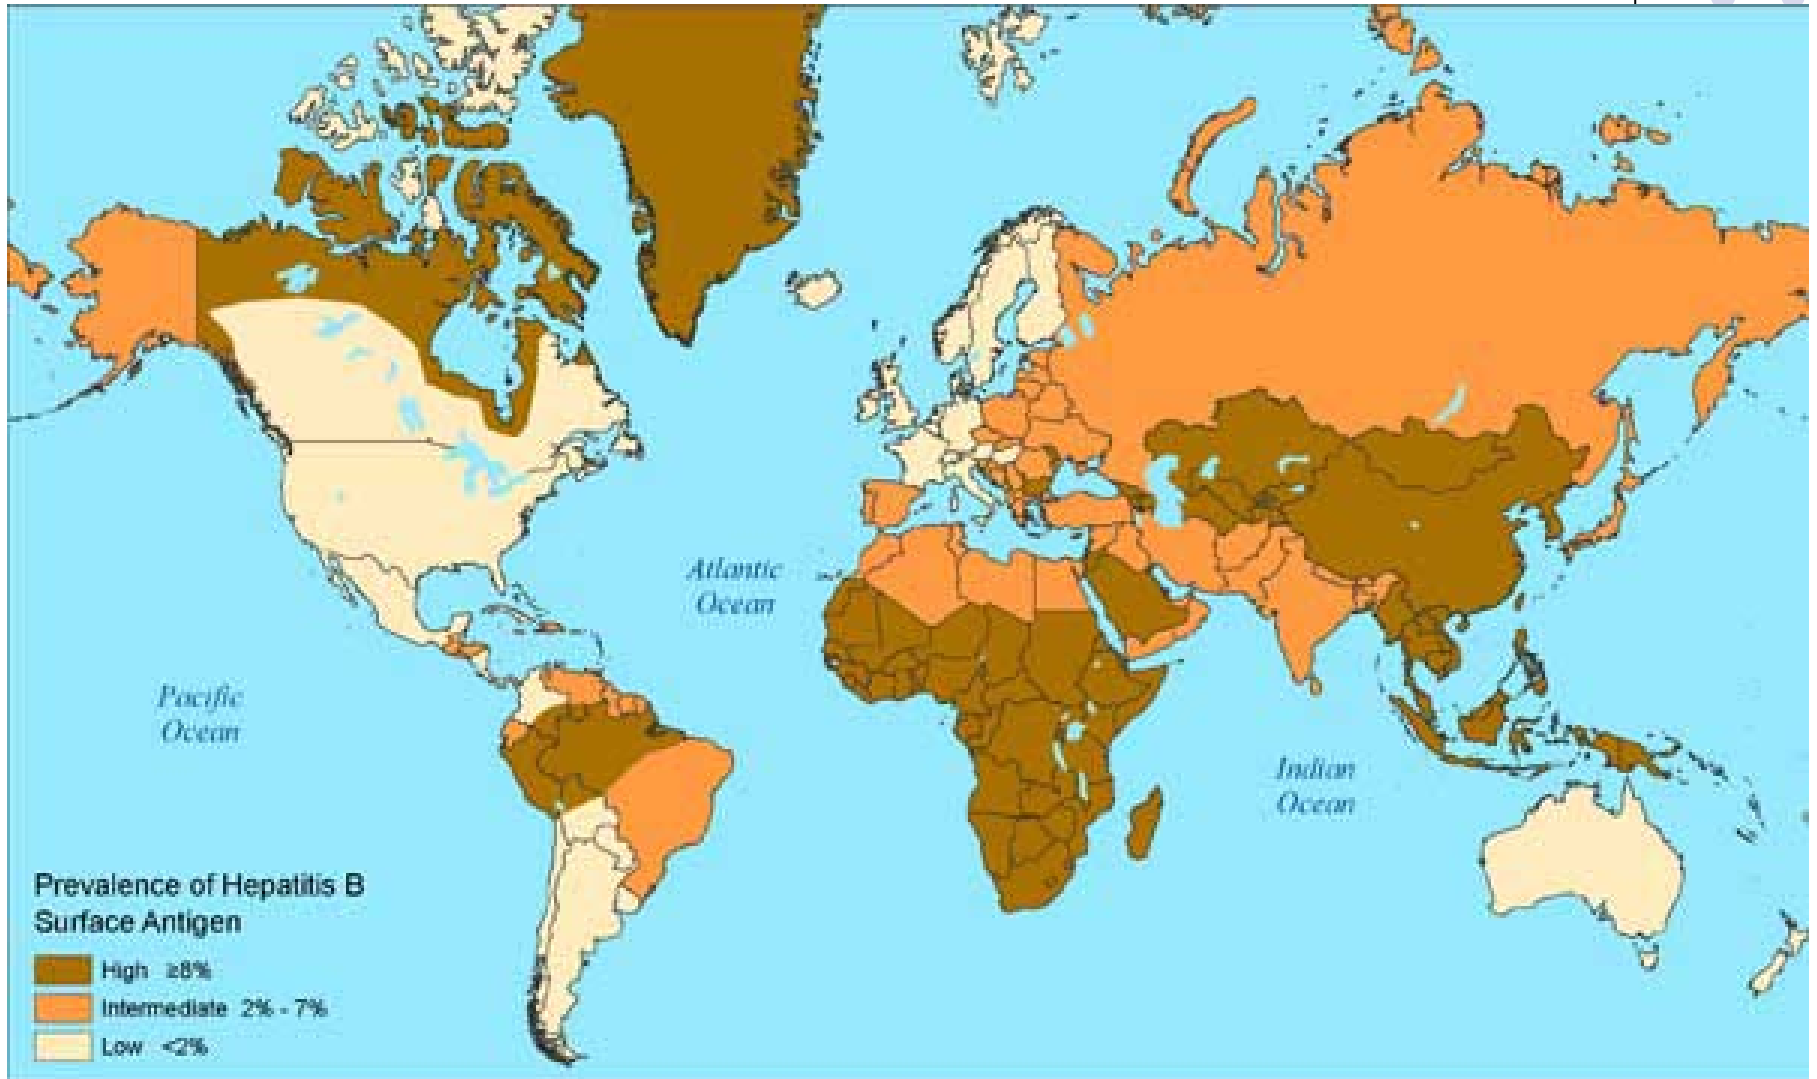 Atlantic
Ocean
Pacific
Ocean
Indian
Ocean
Prevalence of Hepatitis B
Surface Antigen
High ≥8%
Intermediate 2% - 7%
Low <2%